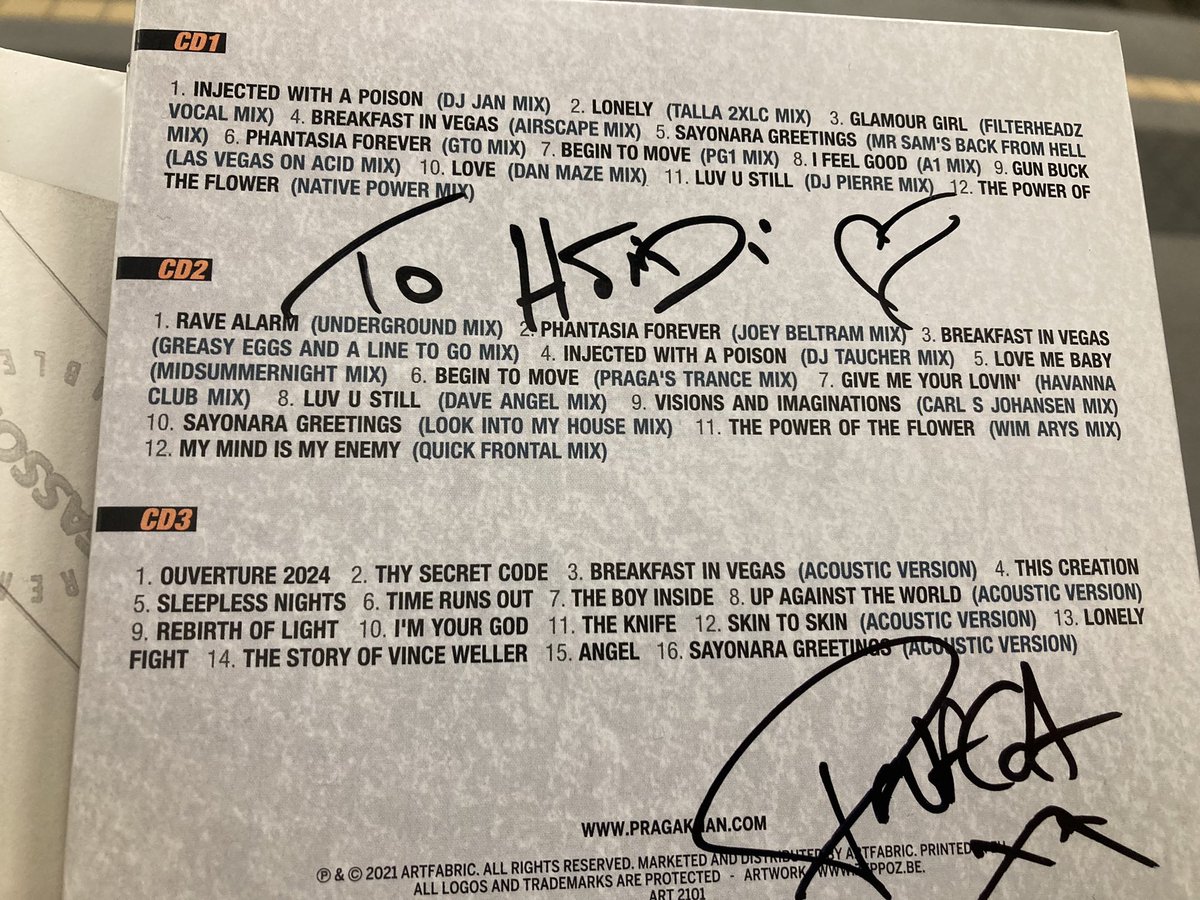 CD1
1. INJECTED WITH A POISON (DJ JAN MIX) 2. LONELY (TALLA 2XLC MIX) 3. GLAMOUR GIRL (FILTERHEADZ
VOCAL MIX) 4. BREAKFAST IN VEGAS (AIRSCAPE MIX) 5. SAYONARA GREETINGS (MR SAM'S BACK FROM HELL
MIX) 6. PHANTASIA FOREVER (GTO MIX) 7. BEGIN TO MOVE (PG1 MIX) 8. I FEEL GOOD (A1 MIX) 9. GUN BUCK
(LAS VEGAS ON ACID MIX) 10. LOVE (DAN MAZE MIX) 11. LUV U STILL (DJ PIERRE MIX) 12. THE POWER OF
THE FLOWER (NATIVE POWER MIX)
TO HEIDI
CD2
1. RAVE ALARM (UNDERGROUND MIX) 2. PHANTASIA FOREVER (JOEY BELTRAM MIX) 3. BREAKFAST IN VEGAS
(GREASY EGGS AND A LINE TO GO MIX) 4. INJECTED WITH A POISON (DJ TAUCHER MIX) 5. LOVE ME BABY
(MIDSUMMERNIGHT MIX) 6. BEGIN TO MOVE (PRAGA'S TRANCE MIX) 7. GIVE ME YOUR LOVIN' (HAVANNA
CLUB MIX) 8. LUV U STILL (DAVE ANGEL MIX) 9. VISIONS AND IMAGINATIONS (CARL S JOHANSEN MIX)
10. SAYONARA GREETINGS (LOOK INTO MY HOUSE MIX) 11. THE POWER OF THE FLOWER (WIM ARYS MIX)
12. MY MIND IS MY ENEMY (QUICK FRONTAL MIX)
CD3
1. OUVERTURE 2024 2. THY SECRET CODE 3. BREAKFAST IN VEGAS (ACOUSTIC VERSION) 4. THIS CREATION
5. SLEEPLESS NIGHTS 6. TIME RUNS OUT 7. THE BOY INSIDE 8. UP AGAINST THE WORLD (ACOUSTIC VERSION)
9. REBIRTH OF LIGHT 10. I'M YOUR GOD 11. THE KNIFE 12. SKIN TO SKIN (ACOUSTIC VERSION) 13. LONELY
FIGHT 14. THE STORY OF VINCE WELLER 15. ANGEL 16. SAYONARA GREETINGS (ACOUSTIC VERSION)
PRAGA
XX
WWW.PRAGAKHAN.COM
℗ & © 2021 ARTFABRIC. ALL RIGHTS RESERVED. MARKETED AND DISTRIBUTED BY ARTFABRIC. PRINTED
ALL LOGOS AND TRADEMARKS ARE PROTECTED - ARTWORK
ART 2101